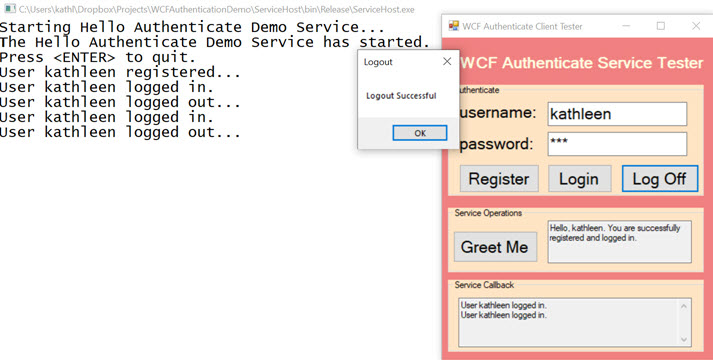 C:\Users\kathl\Dropbox\Projects\WCFAuthenticationDemo\ServiceHost\bin\Release\ServiceHost.exe
Starting Hello Authenticate Demo Service...
The Hello Authenticate Demo Service has started.
Press <ENTER> to quit.
User kathleen registered...
User kathleen logged in.
User kathleen logged out...
User kathleen logged in.
User kathleen logged out...
Logout
Logout Successful
OK
WCF Authenticate Client Tester
WCF Authenticate Service Tester
Authenticate
username:
kathleen
password:
***
Register
Login
Log Off
Service Operations
Greet Me
Hello, kathleen. You are successfully
registered and logged in.
Service Callback
User kathleen logged in.
User kathleen logged in.